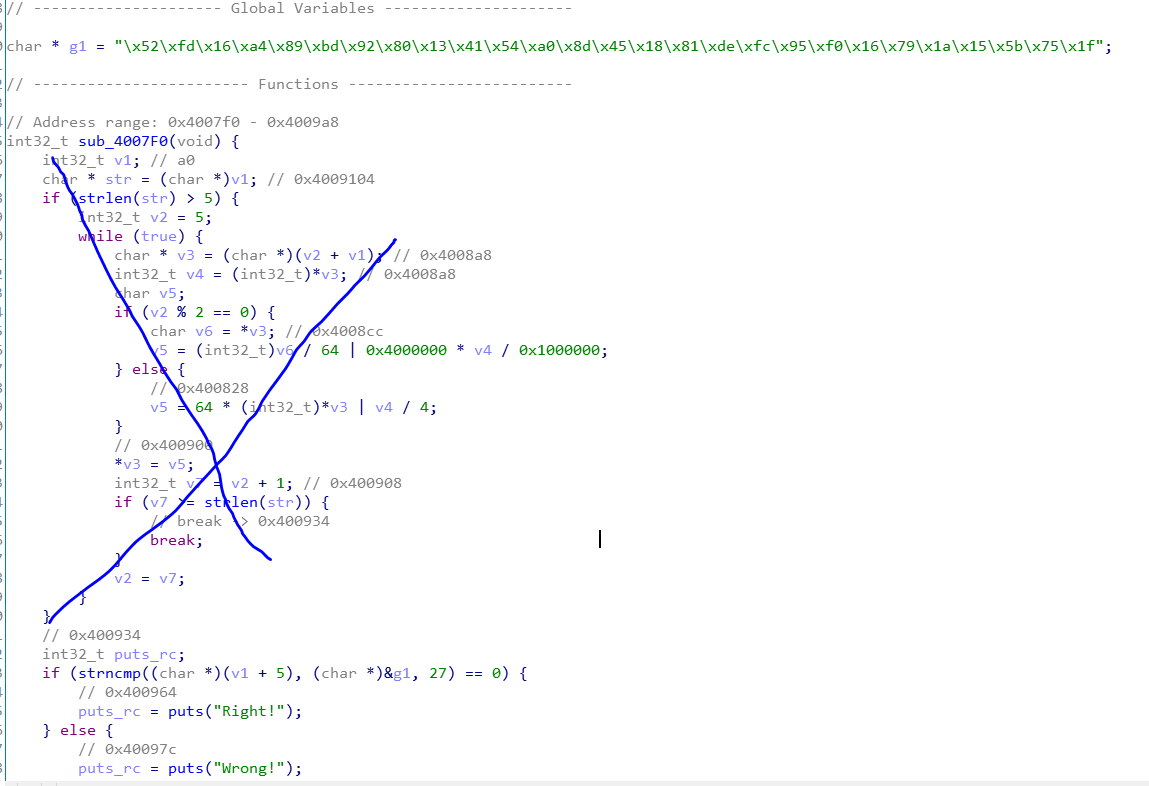 // --------------------- Global Variables ---------------------
char * g1 = "\x52\xfd\x16\xa4\x89\xbd\x92\x80\x13\x41\x54\xa0\x8d\x45\x18\x81\xde\xfc\x95\xf0\x16\x79\x1a\x15\x5b\x75\x1f";
// ------------------------ Functions -------------------------
// Address range: 0x4007f0 - 0x4009a8
int32_t sub_4007F0(void) {
    int32_t v1; // a0
    char * str = (char *)v1; // 0x4009104
    if (strlen(str) > 5) {
        int32_t v2 = 5;
        while (true) {
            char * v3 = (char *)(v2 + v1); // 0x4008a8
            int32_t v4 = (int32_t)*v3; // 0x4008a8
            char v5;
            if (v2 % 2 == 0) {
                char v6 = *v3; // 0x4008cc
                v5 = (int32_t)v6 / 64 | 0x4000000 * v4 / 0x1000000;
            } else {
                // 0x400828
                v5 = 64 * (int32_t)*v3 | v4 / 4;
            }
            // 0x400900
            *v3 = v5;
            int32_t v7 = v2 + 1; // 0x400908
            if (v7 >= strlen(str)) {
                // break -> 0x400934
                break;
            }
            v2 = v7;
        }
    }
    // 0x400934
    int32_t puts_rc;
    if (strncmp((char *)(v1 + 5), (char *)&g1, 27) == 0) {
        // 0x400964
        puts_rc = puts("Right!");
    } else {
        // 0x40097c
        puts_rc = puts("Wrong!");